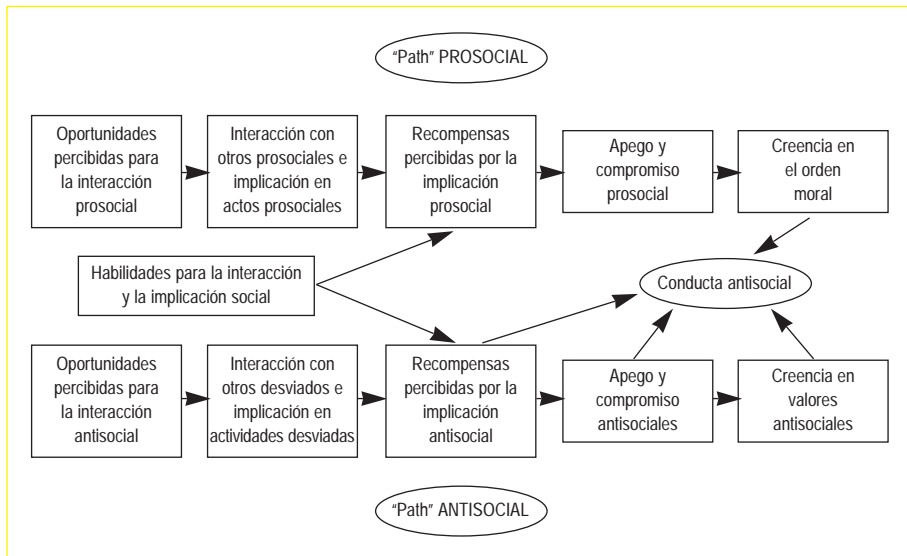 “Path” PROSOCIAL
Oportunidades
percibidas para
la interacción
prosocial
Interacción con
otros prosociales e
implicación en
actos prosociales
Recompensas
percibidas por la
implicación
prosocial
Apego y
compromiso
prosocial
Creencia en
el orden
moral
Habilidades para la interacción
y la implicación social
Conducta antisocial
Oportunidades
percibidas para
la interacción
antisocial
Interacción con
otros desviados e
implicación en
actividades desviadas
Recompensas
percibidas por la
implicación
antisocial
Apego y
compromiso
antisociales
Creencia en
valores
antisociales
“Path” ANTISOCIAL